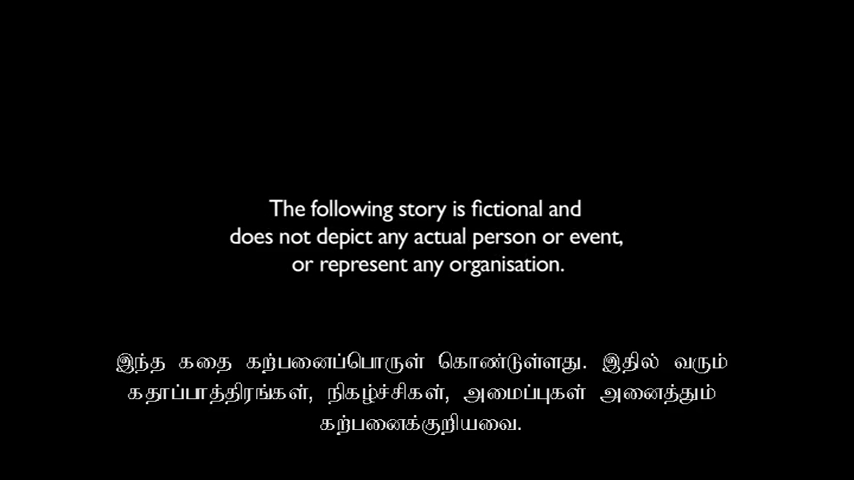 The following story is fictional and
does not depict any actual person or event,
or represent any organisation.
இந்த கதை கற்பனைப்பொருள் கொண்டுள்ளது. இதில் வரும்
கதாப்பாத்திரங்கள், நிகழ்ச்சிகள், அமைப்புகள் அனைத்தும்
கற்பனைக்குறியவை.